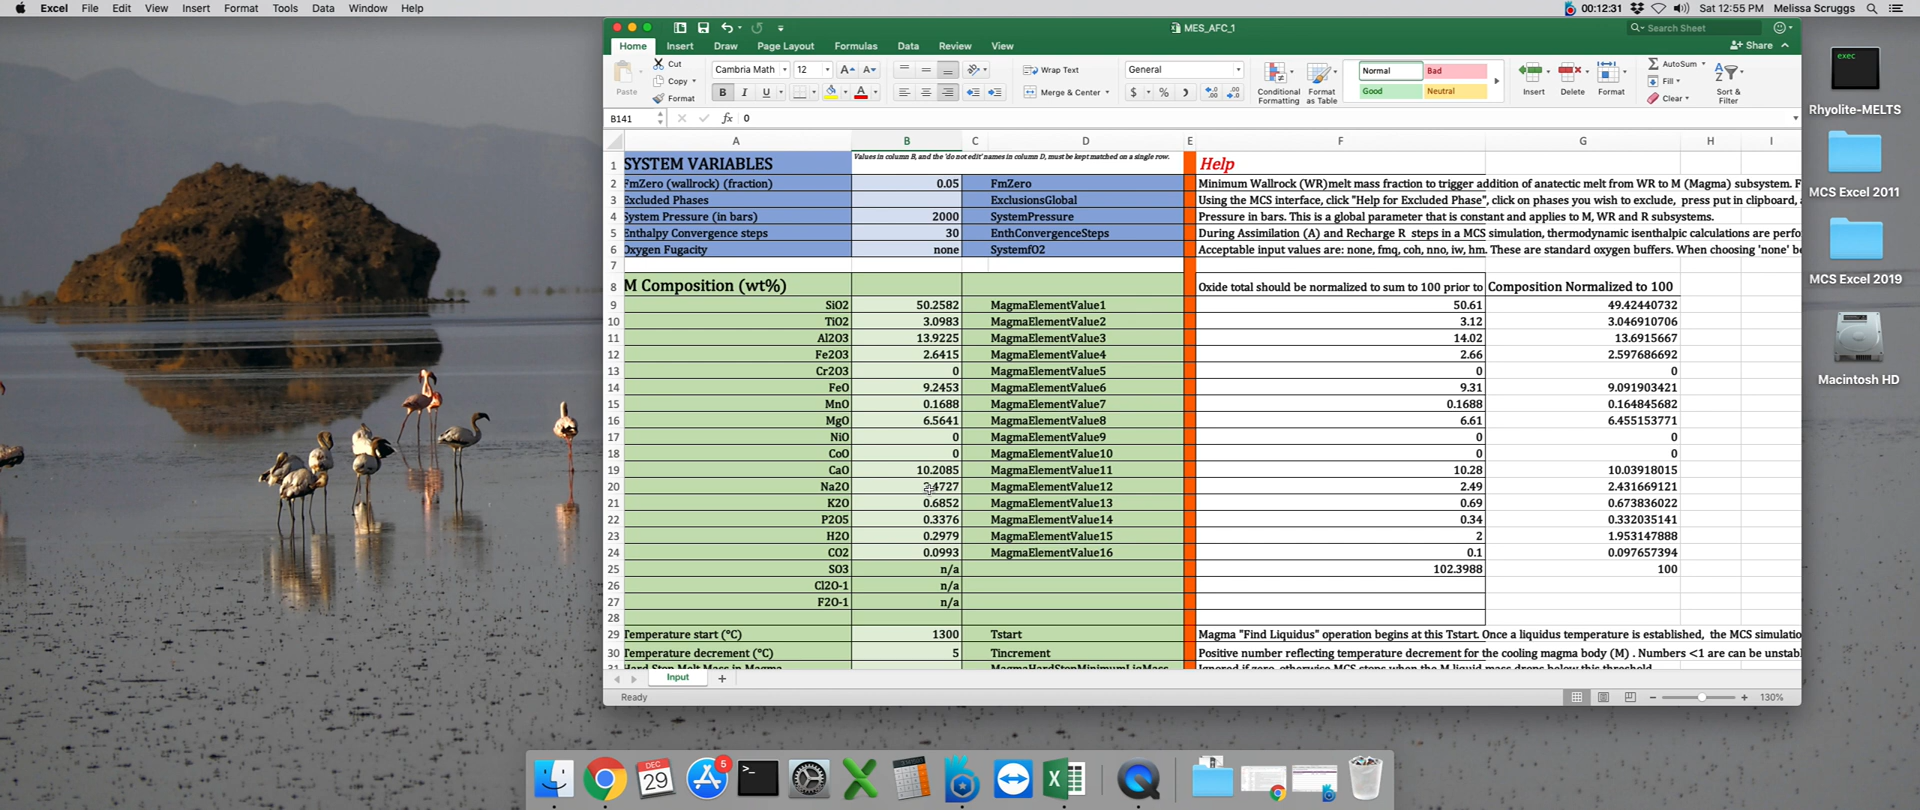 Excel File Edit View Insert Format Tools Data Window Help 00:12:31 Sat 12:55 PM Melissa Scruggs
MES_AFC_1
Search Sheet
Home Insert Draw Page Layout Formulas Data Review View Share
Paste Cut Copy Format
Cambria Math 12 A A
B I U A
Wrap Text
Merge & Center
General
$ %
Conditional Formatting
Format as Table
Normal Bad
Good Neutral
Insert Delete Format
AutoSum
Fill
Clear
Sort & Filter
B141 fx 0
A B C D E F G H I
1 SYSTEM VARIABLES Values in column B, and the 'do not edit' names in column D, must be kept matched on a single row. Help
2 FmZero (wallrock) (fraction) 0.05 FmZero Minimum Wallrock (WR)melt mass fraction to trigger addition of anatectic melt from WR to M (Magma) subsystem. F
3 Excluded Phases ExclusionsGlobal Using the MCS interface, click "Help for Excluded Phase", click on phases you wish to exclude, press put in clipboard,
4 System Pressure (in bars) 2000 SystemPressure Pressure in bars. This is a global parameter that is constant and applies to M, WR and R subsystems.
5 Enthalpy Convergence steps 30 EnthConvergenceSteps During Assimilation (A) and Recharge R steps in a MCS simulation, thermodynamic isenthalpic calculations are perfo
6 Oxygen Fugacity none SystemfO2 Acceptable input values are: none, fmq, coh, nno, iw, hm. These are standard oxygen buffers. When choosing 'none' be
7
8 M Composition (wt%) Oxide total should be normalized to sum to 100 prior to Composition Normalized to 100
9 SiO2 50.2582 MagmaElementValue1 50.61 49.42440732
10 TiO2 3.0983 MagmaElementValue2 3.12 3.046910706
11 Al2O3 13.9225 MagmaElementValue3 14.02 13.6915667
12 Fe2O3 2.6415 MagmaElementValue4 2.66 2.597686692
13 Cr2O3 0 MagmaElementValue5 0 0
14 FeO 9.2453 MagmaElementValue6 9.31 9.091903421
15 MnO 0.1688 MagmaElementValue7 0.1688 0.164845682
16 MgO 6.5641 MagmaElementValue8 6.61 6.455153771
17 NiO 0 MagmaElementValue9 0 0
18 CoO 0 MagmaElementValue10 0 0
19 CaO 10.2085 MagmaElementValue11 10.28 10.03918015
20 Na2O 2.4727 MagmaElementValue12 2.49 2.431669121
21 K2O 0.6852 MagmaElementValue13 0.69 0.673836022
22 P2O5 0.3376 MagmaElementValue14 0.34 0.332035141
23 H2O 0.2979 MagmaElementValue15 2 1.953147888
24 CO2 0.0993 MagmaElementValue16 0.1 0.097657394
25 SO3 n/a 102.3988 100
26 Cl2O-1 n/a
27 F2O-1 n/a
28
29 Temperature start (°C) 1300 Tstart Magma "Find Liquidus" operation begins at this Tstart. Once a liquidus temperature is established, the MCS simulatio
30 Temperature decrement (°C) 5 Tincrement Positive number reflecting temperature decrement for the cooling magma body (M) . Numbers <1 are can be unstabl
31 Hard Stop Melt Mass in Magma MagmaHardStopMinimumLiqMass Ignored if zero, otherwise MCS stops when the M liquid mass drops below this threshold.
Input
Ready 130%
exec
Rhyolite-MELTS
MCS Excel 2011
MCS Excel 2019
Macintosh HD
DEC 29
5